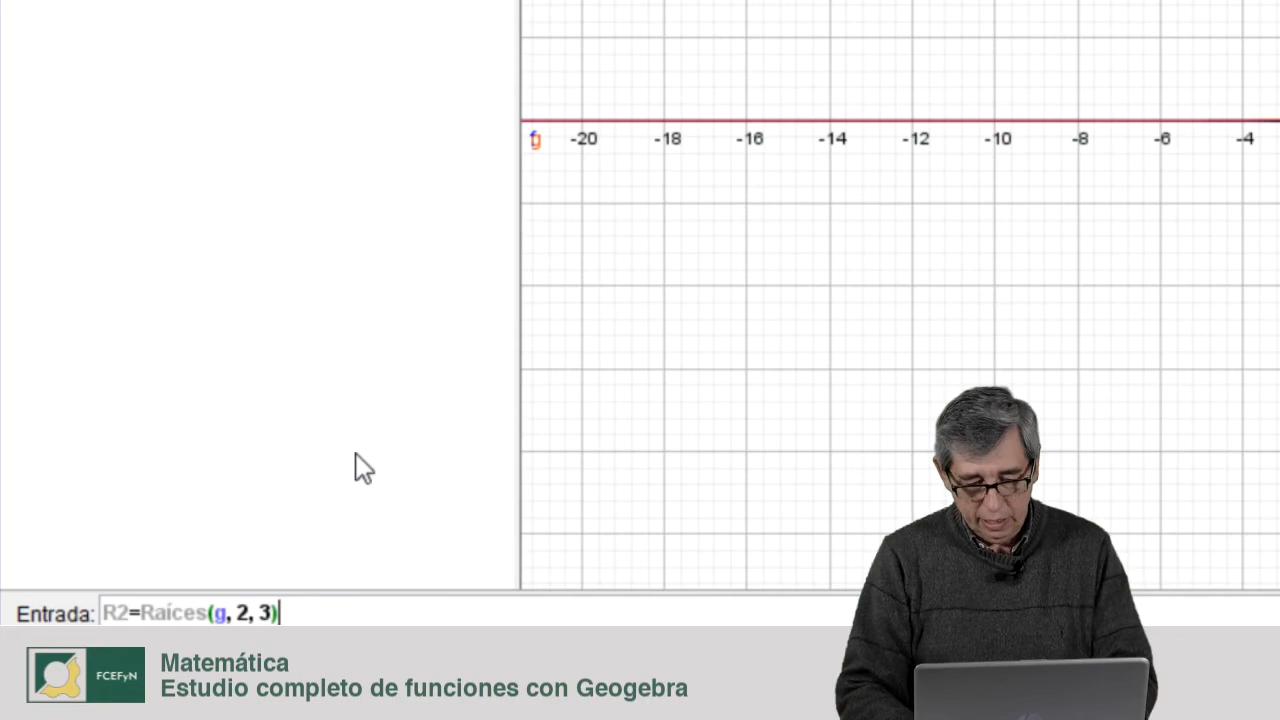 fg -20 -18 -16 -14 -12 -10 -8 -6 -4
Entrada: R2=Raíces(g, 2, 3)
FCEFyN
Matemática
Estudio completo de funciones con Geogebra